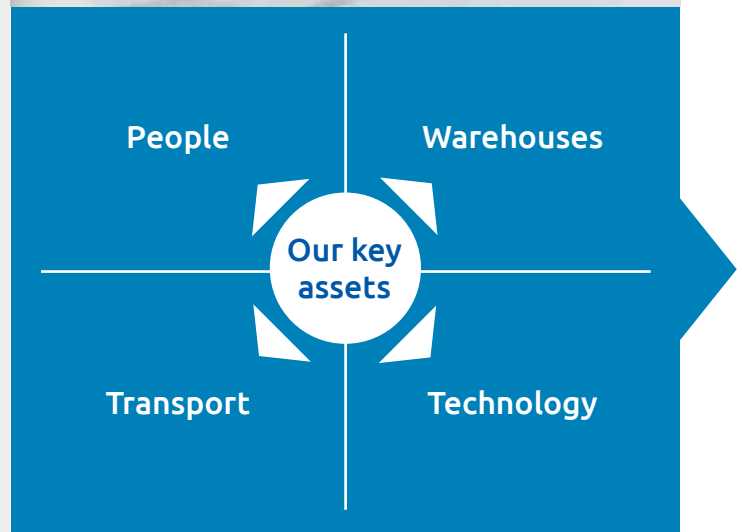 People
Warehouses
Our key
assets
Transport
Technology